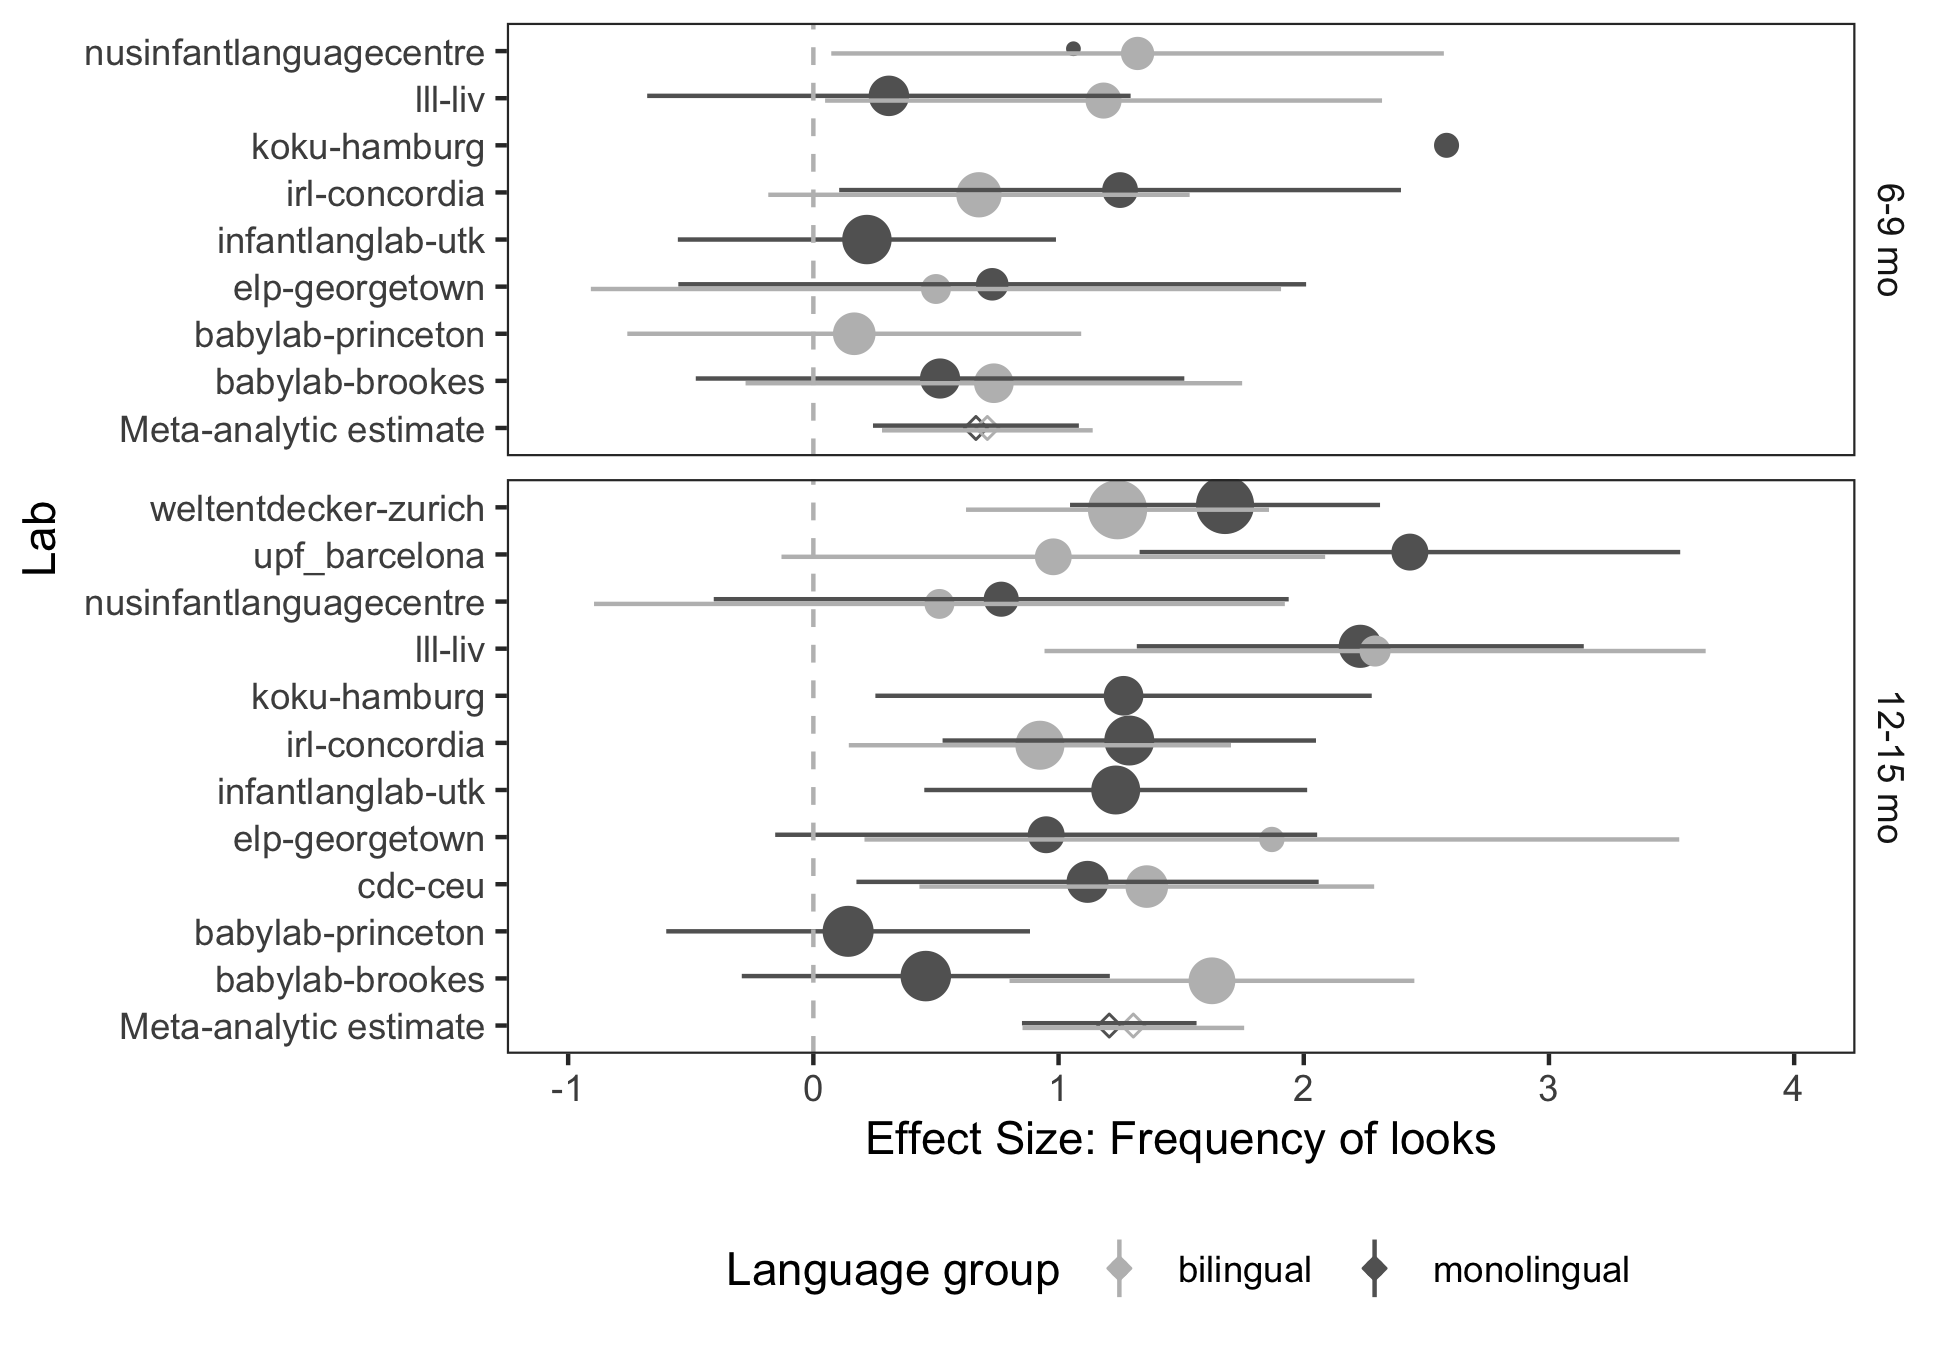 nusinfantlanguagecentre
lll-liv
koku-hamburg
irl-concordia
infantlanglab-utk
elp-georgetown
babylab-princeton
babylab-brookes
Meta-analytic estimate
6-9 mo
weltentdecker-zurich
upf_barcelona
nusinfantlanguagecentre
lll-liv
koku-hamburg
irl-concordia
infantlanglab-utk
elp-georgetown
cdc-ceu
babylab-princeton
babylab-brookes
Meta-analytic estimate
12-15 mo
Lab
-1 0 1 2 3 4
Effect Size: Frequency of looks
Language group bilingual monolingual